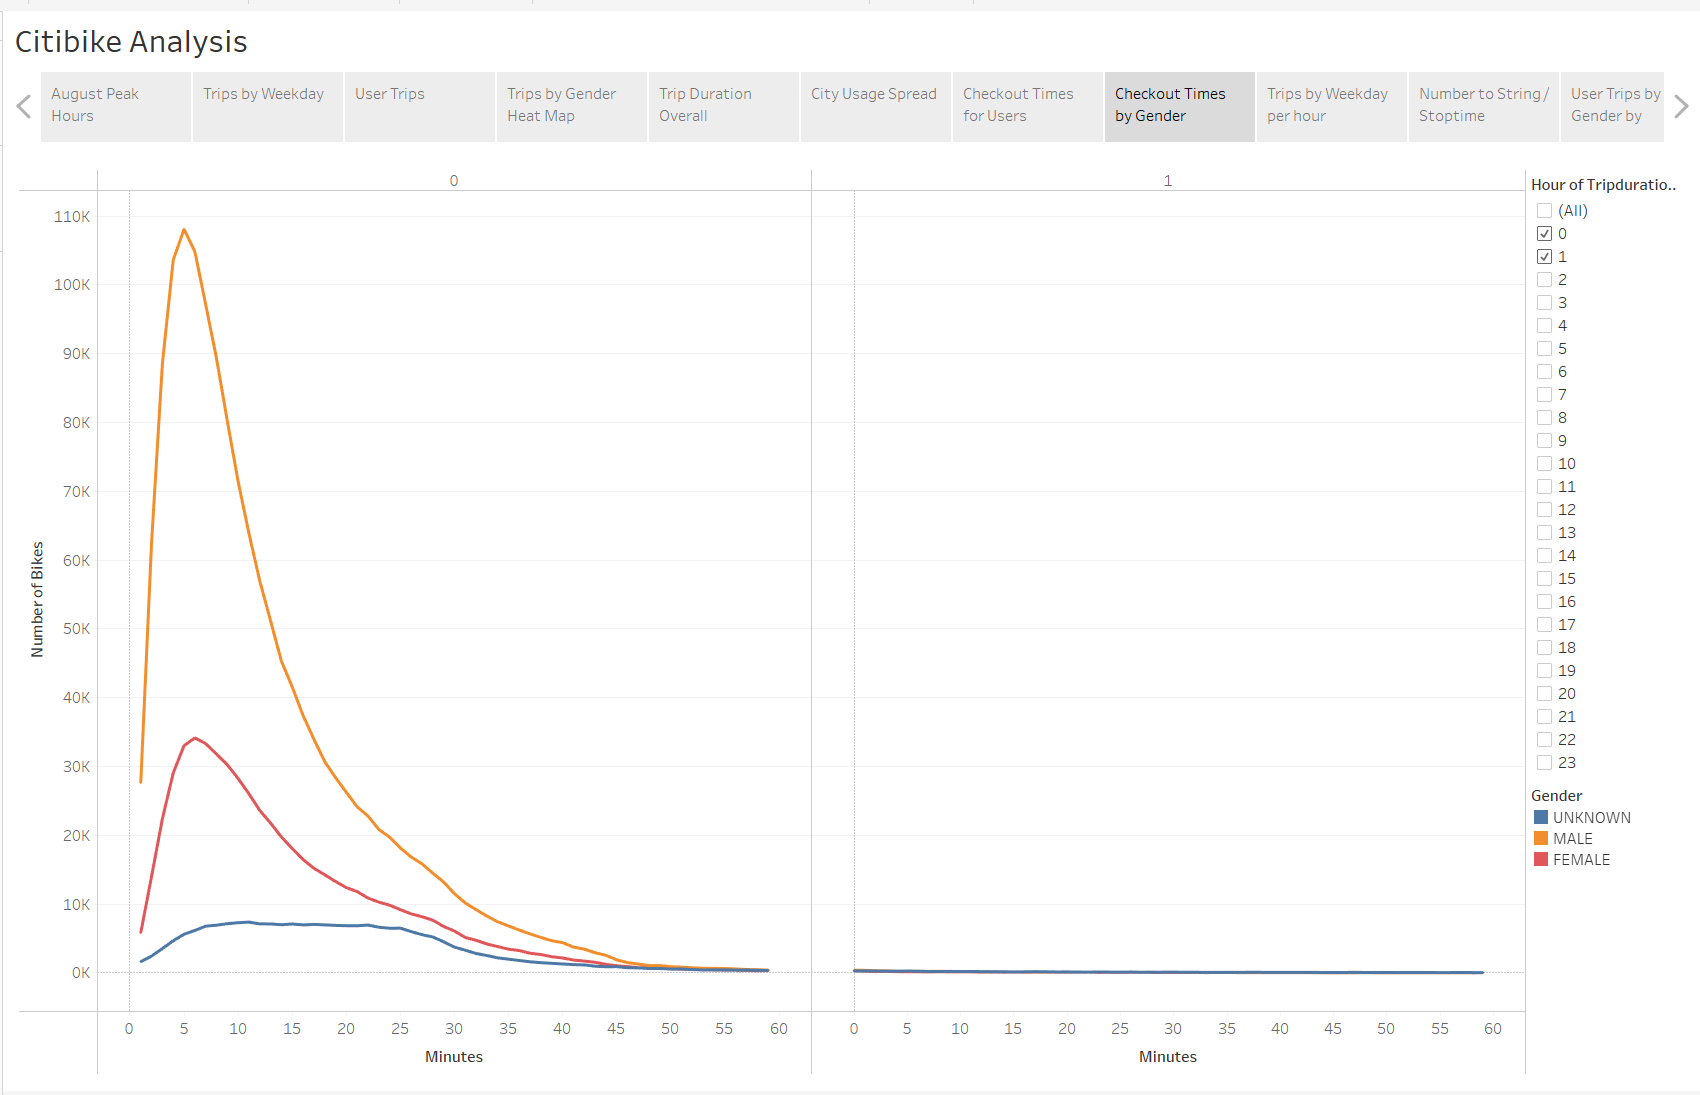 Citibike Analysis
August Peak
Hours
Trips by Weekday
User Trips
Trips by Gender
Heat Map
Trip Duration
Overall
City Usage Spread
Checkout Times
for Users
Checkout Times
by Gender
Trips by Weekday
per hour
Number to String /
Stoptime
User Trips by
Gender by
0
1
Number of Bikes
110K
100K
90K
80K
70K
60K
50K
40K
30K
20K
10K
0K
0 5 10 15 20 25 30 35 40 45 50 55 60
Minutes
0 5 10 15 20 25 30 35 40 45 50 55 60
Minutes
Hour of Tripduratio..
(All)
0
1
2
3
4
5
6
7
8
9
10
11
12
13
14
15
16
17
18
19
20
21
22
23
Gender
UNKNOWN
MALE
FEMALE